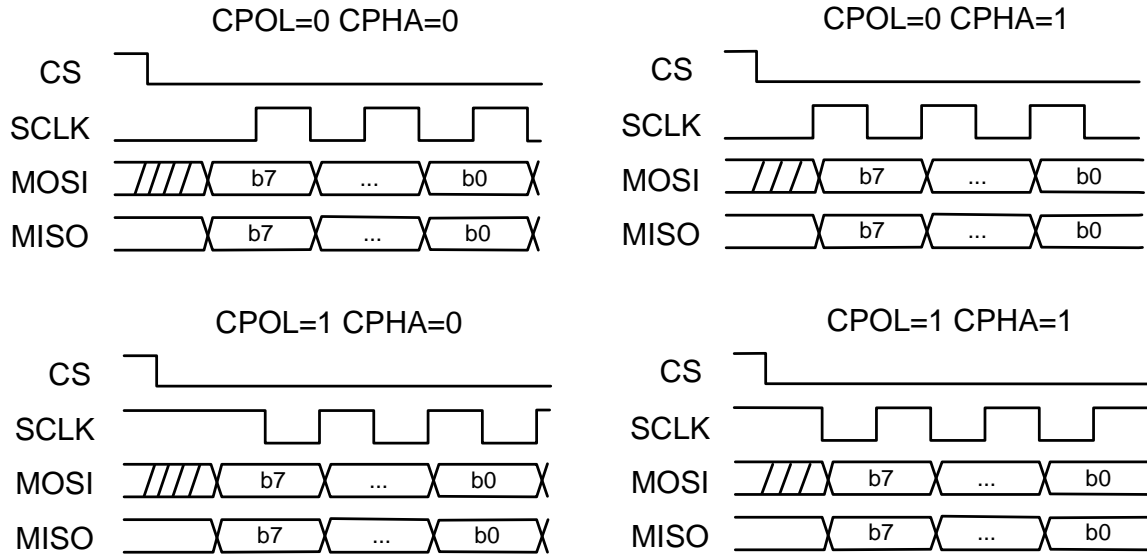 CPOL=0 CPHA=0
CS
SCLK
MOSI b7 ... b0
MISO b7 ... b0
CPOL=0 CPHA=1
CS
SCLK
MOSI b7 ... b0
MISO b7 ... b0
CPOL=1 CPHA=0
CS
SCLK
MOSI b7 ... b0
MISO b7 ... b0
CPOL=1 CPHA=1
CS
SCLK
MOSI b7 ... b0
MISO b7 ... b0